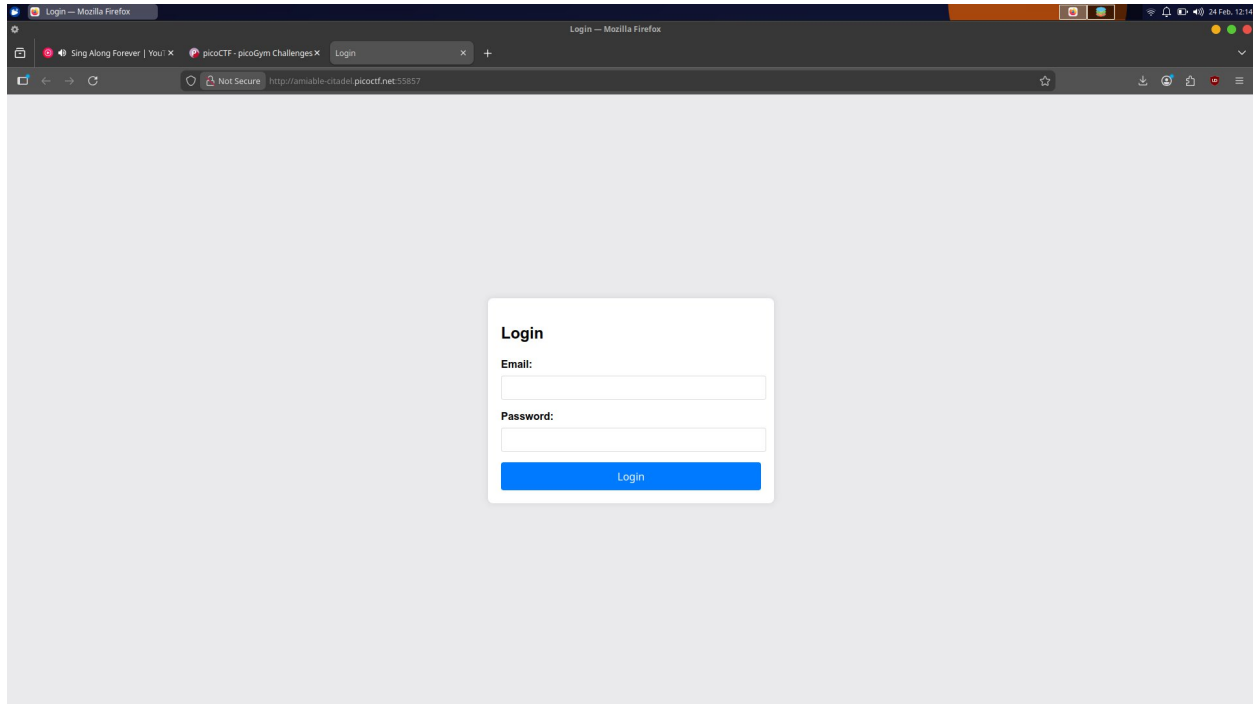 Login — Mozilla Firefox
24 Feb, 12:14
Login — Mozilla Firefox
Sing Along Forever | YouT
picoCTF - picoGym Challenges
Login
Not Secure
http://amiable-citadel.picoctf.net:55857
Login
Email:
Password:
Login